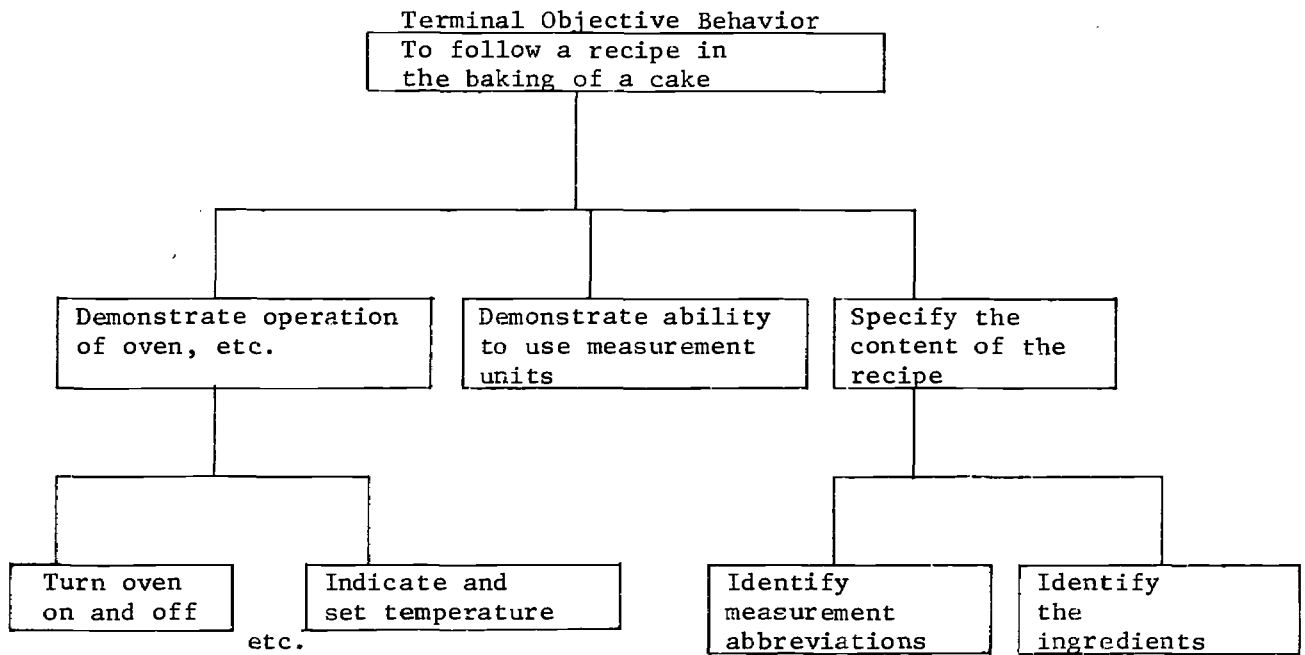 Terminal Objective Behavior
To follow a recipe in
the baking of a cake
Demonstrate operation
of oven, etc.
Demonstrate ability
to use measurement
units
Specify the
content of the
recipe
Turn oven
on and off
etc.
Indicate and
set temperature
Identify
measurement
abbreviations
Identify
the
ingredients